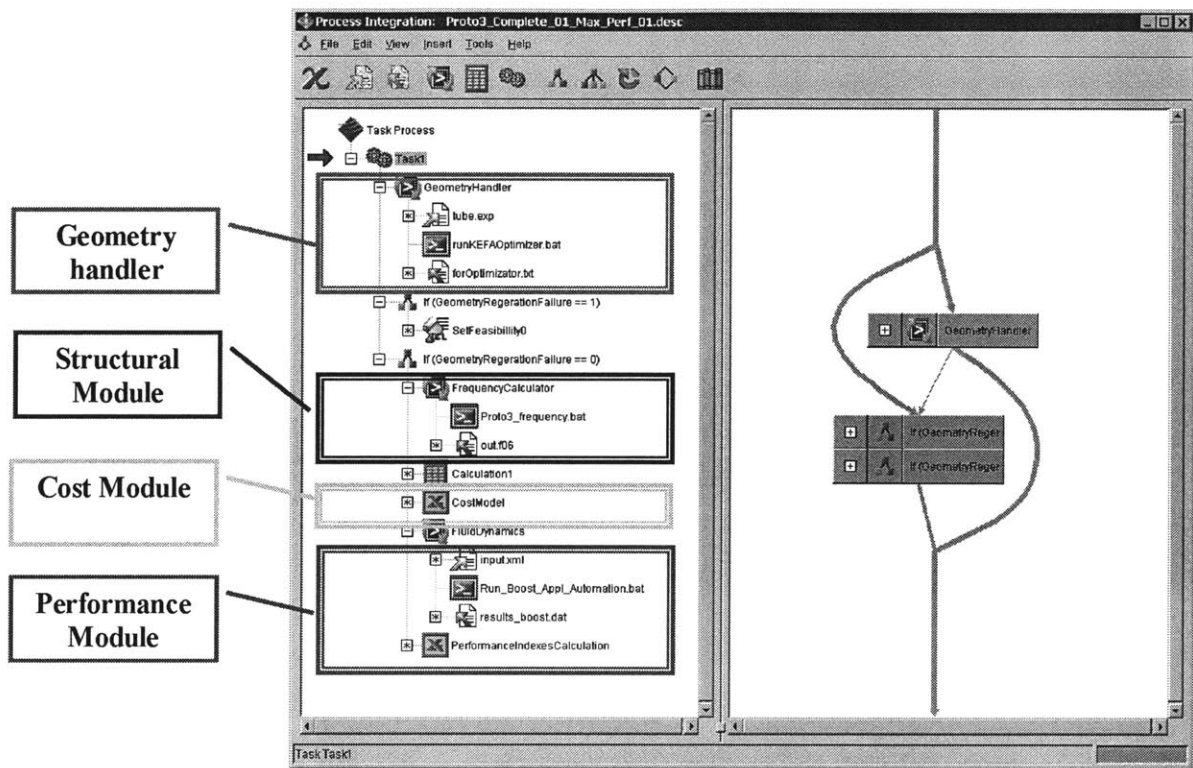 Process Integration: Proto3_Complete_01_Max_Perf_01.desc
File Edit View Insert Tools Help
Task Process
Task1
GeometryHandler
tube.exp
runKEFAOptimizer.bat
forOptimizator.txt
If (GeometryRegerationFailure == 1)
SetFeasibility0
If (GeometryRegerationFailure == 0)
FrequencyCalculator
Proto3_frequency.bat
out.f06
Calculation1
CostModel
FluidDynamics
input.xml
Run_Boost_Appl_Automation.bat
results_boost.dat
PerformanceIndexesCalculation
Geometry
handler
Structural
Module
Cost Module
Performance
Module
GeometryHandler
If (GeometryReger
If (GeometryReger
Task Task1